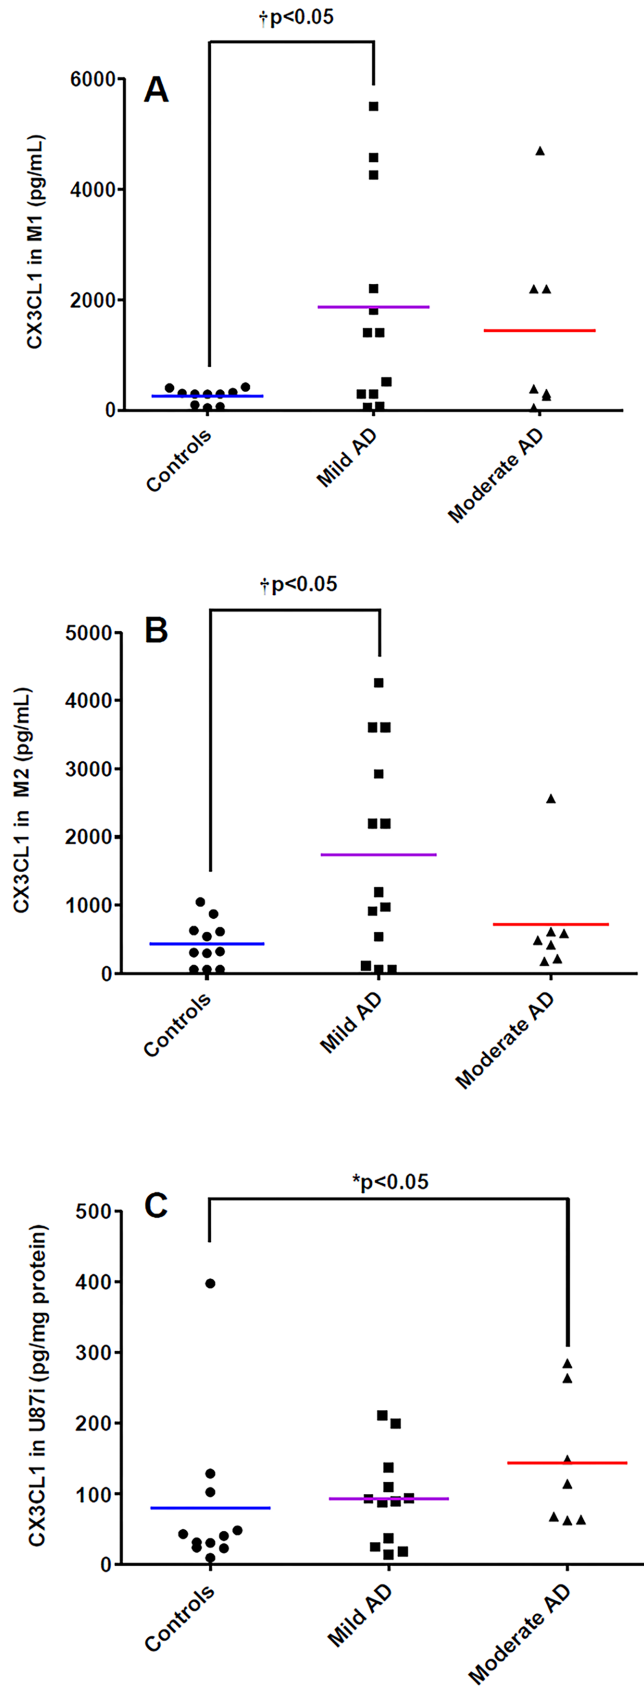 †p<0.05
A
CX3CL1 in M1 (pg/mL)
6000
4000
2000
0
Controls
Mild AD
Moderate AD
†p<0.05
B
CX3CL1 in M2 (pg/mL)
5000
4000
3000
2000
1000
0
Controls
Mild AD
Moderate AD
*p<0.05
C
CX3CL1 in U87i (pg/mg protein)
500
400
300
200
100
0
Controls
Mild AD
Moderate AD